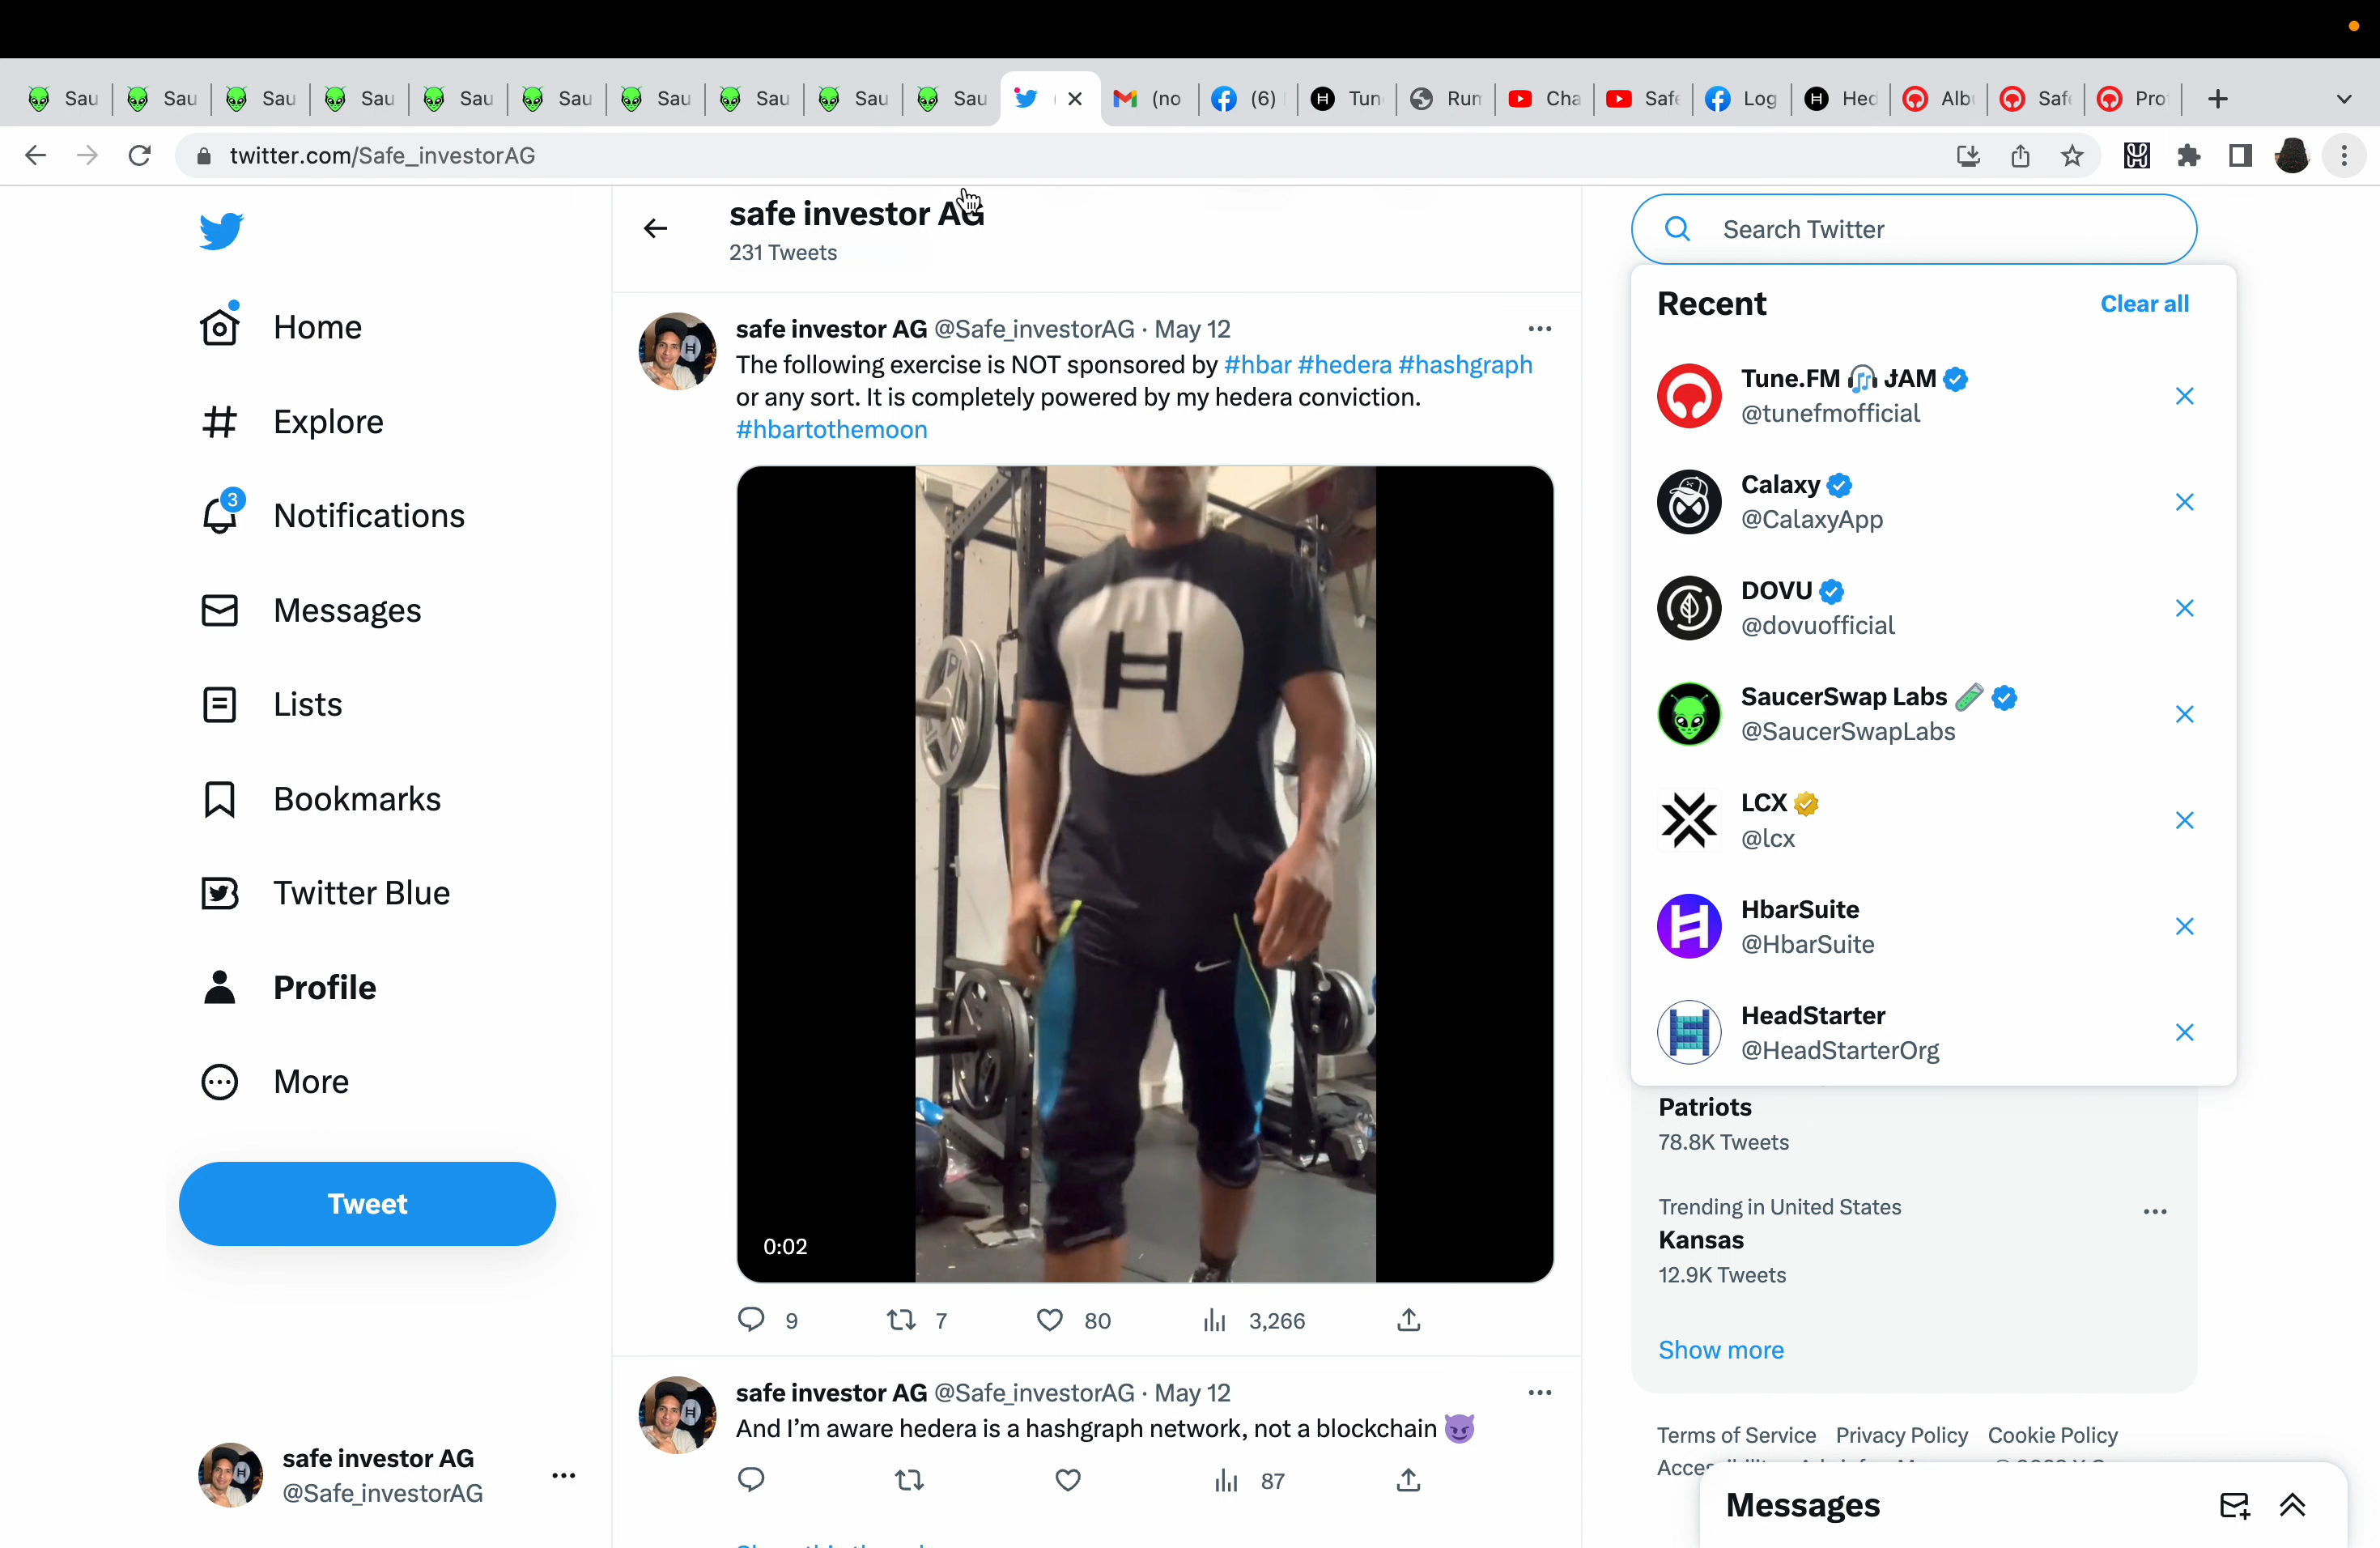 Sau
Sau
Sau
Sau
Sau
Sau
Sau
Sau
Sau
Sau
(no
(6)
Tun
Run
Cha
Safe
Log
Hed
Alb
Safe
Pro
twitter.com/Safe_investorAG
safe investor AG
231 Tweets
Home
Explore
3
Notifications
Messages
Lists
Bookmarks
Twitter Blue
Profile
More
Tweet
safe investor AG
@Safe_investorAG
safe investor AG @Safe_investorAG · May 12
The following exercise is NOT sponsored by #hbar #hedera #hashgraph
or any sort. It is completely powered by my hedera conviction.
#hbartothemoon
H
0:02
9 7 80 3,266
safe investor AG @Safe_investorAG · May 12
And I'm aware hedera is a hashgraph network, not a blockchain 😈
87
Search Twitter
Recent
Clear all
Tune.FM 🎧 JAM
@tunefmofficial
Calaxy
@CalaxyApp
DOVU
@dovuofficial
SaucerSwap Labs 🧪
@SaucerSwapLabs
LCX
@lcx
HbarSuite
@HbarSuite
HeadStarter
@HeadStarterOrg
Patriots
78.8K Tweets
Trending in United States
Kansas
12.9K Tweets
Show more
Terms of Service Privacy Policy Cookie Policy
Messages